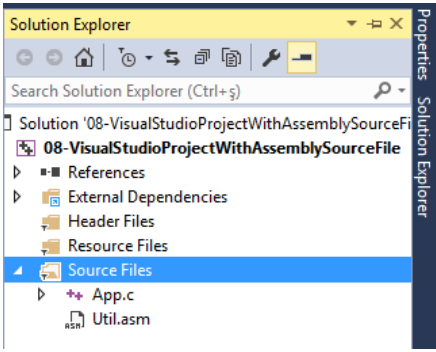 Solution Explorer
Search Solution Explorer (Ctrl+ş)
Solution '08-VisualStudioProjectWithAssemblySourceFi
08-VisualStudioProjectWithAssemblySourceFile
References
External Dependencies
Header Files
Resource Files
Source Files
App.c
ASM Util.asm
Properties
Solution Explorer